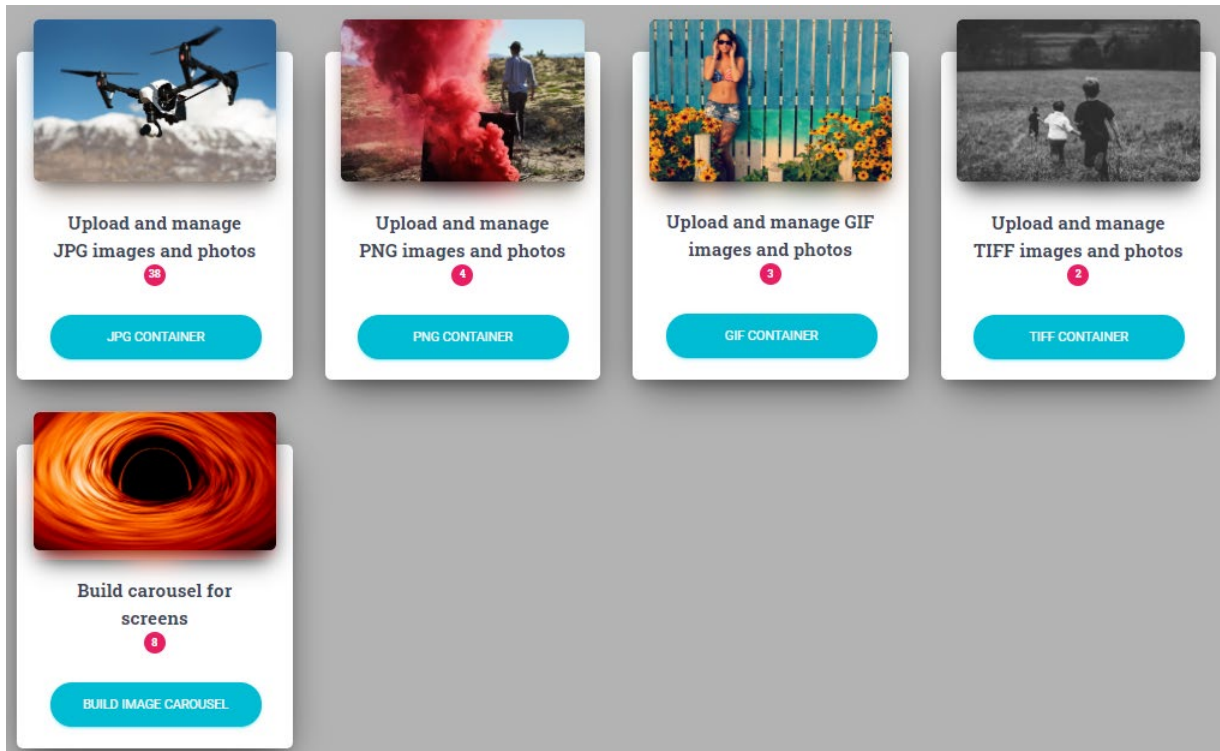 Upload and manage
JPG images and photos
38
JPG CONTAINER
Upload and manage
PNG images and photos
4
PNG CONTAINER
Upload and manage GIF
images and photos
3
GIF CONTAINER
Upload and manage
TIFF images and photos
2
TIFF CONTAINER
Build carousel for
screens
8
BUILD IMAGE CAROUSEL